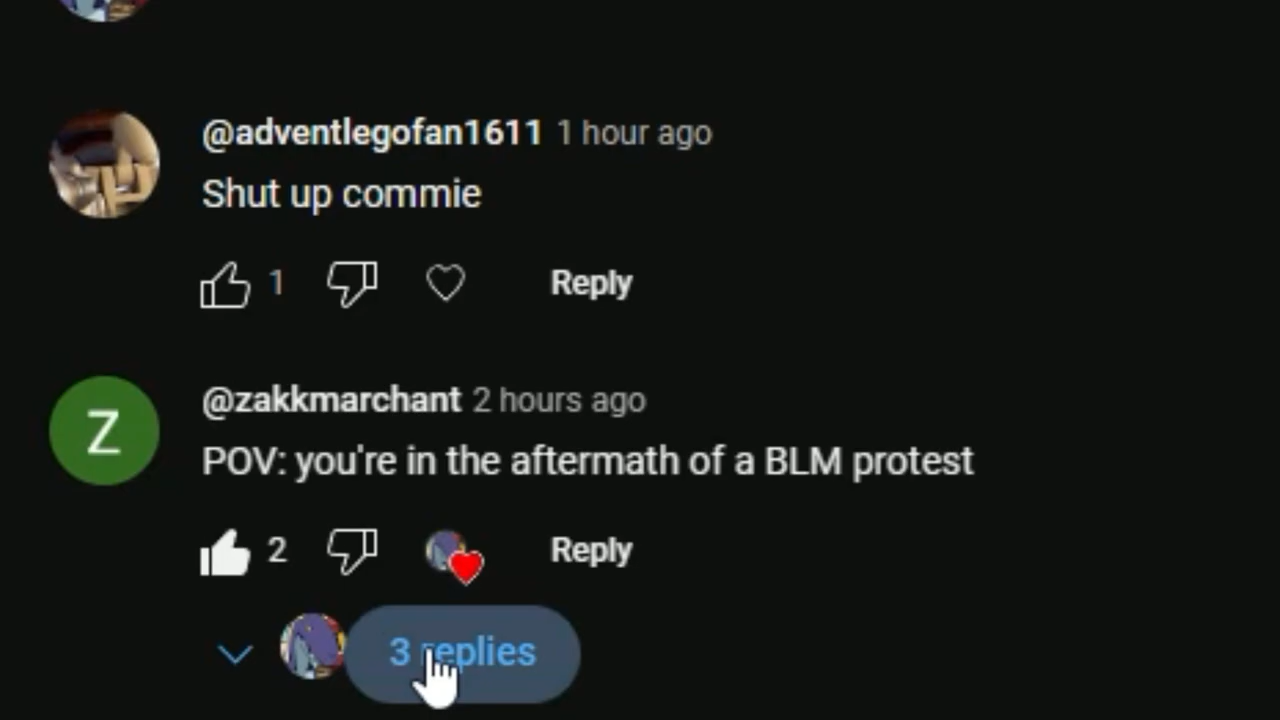 @adventlegofan1611 1 hour ago
Shut up commie
1 Reply
Z
@zakkmarchant 2 hours ago
POV: you're in the aftermath of a BLM protest
2 Reply
3 replies